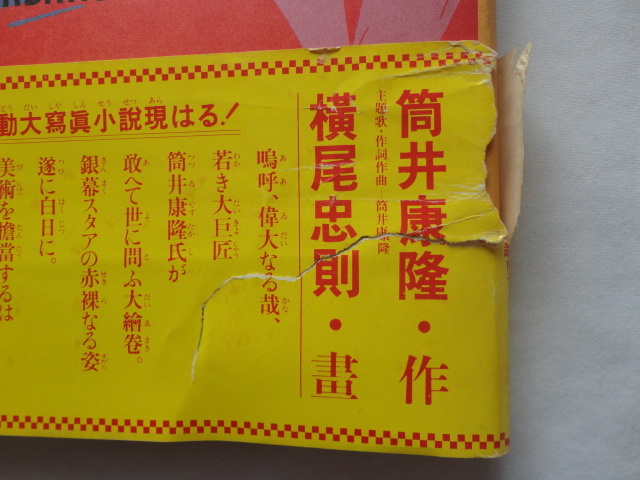 筒井康隆・作
主題歌・作詞作曲―筒井康隆
橫尾忠則・畫
動大寫眞小說現はる!
嗚呼、偉大なる哉、
若き大巨匠
筒井康隆氏が
敢へて世に問ふ大繪卷。
銀幕スタアの赤裸なる姿
遂に白日に。
美術を擔當するは